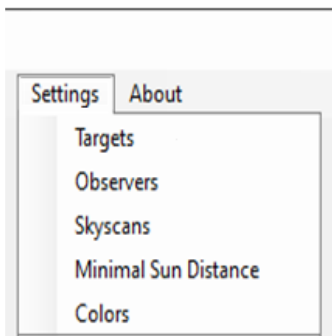 Settings About
Targets
Observers
Skyscans
Minimal Sun Distance
Colors